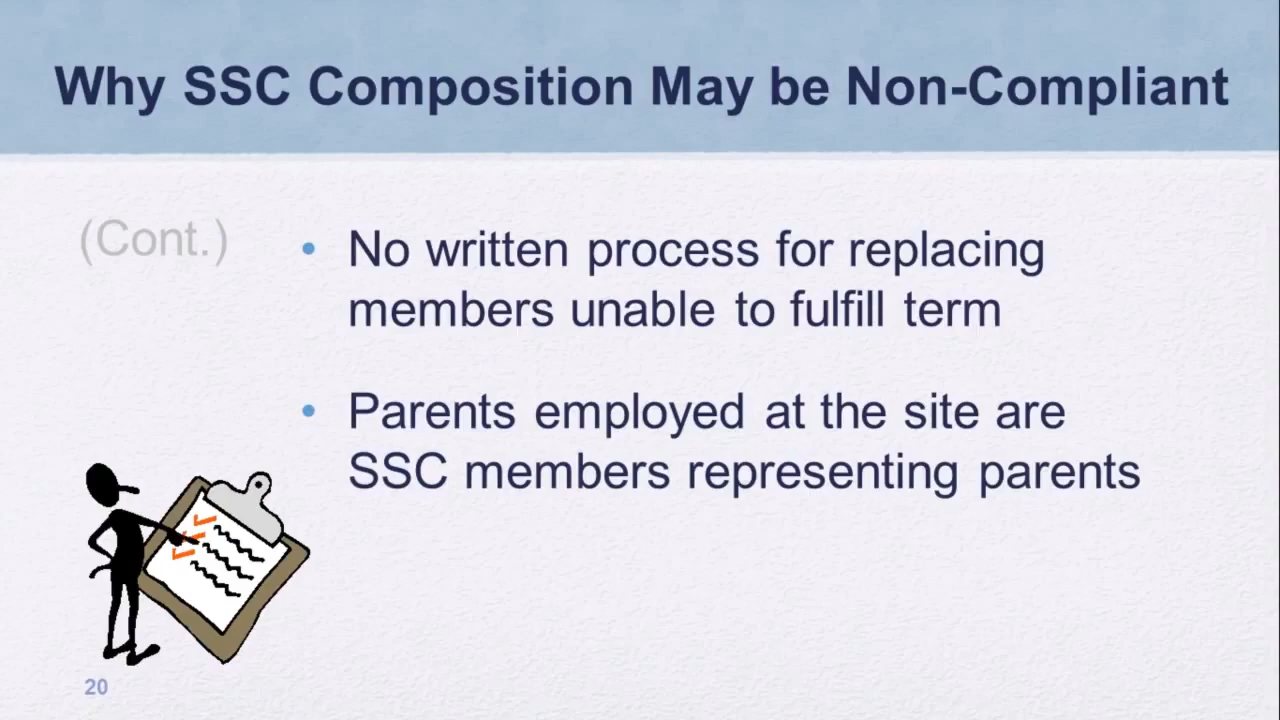 Why SSC Composition May be Non-Compliant
(Cont.)
• No written process for replacing
members unable to fulfill term
• Parents employed at the site are
SSC members representing parents
20